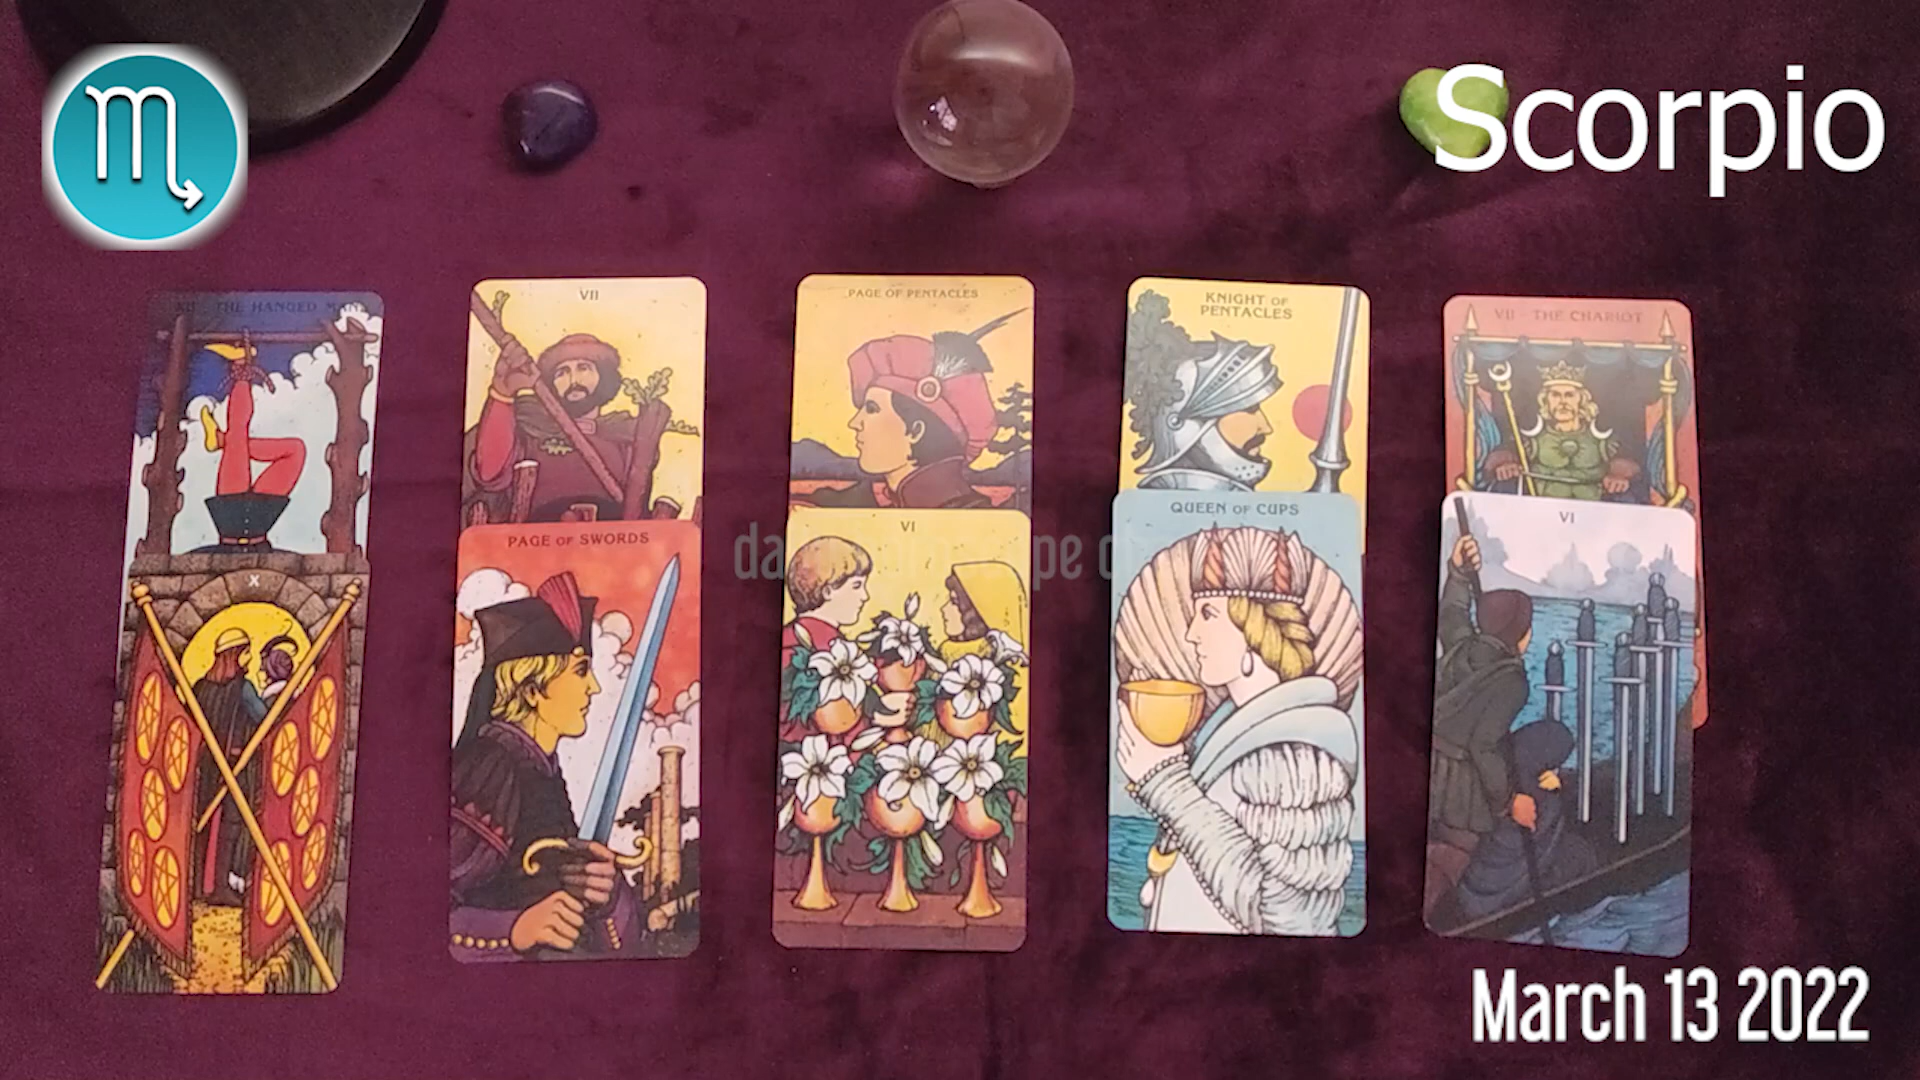 Scorpio
XII - THE HANGED MAN
VII
PAGE OF PENTACLES
KNIGHT OF
PENTACLES
VII - THE CHARIOT
X
PAGE OF SWORDS
VI
QUEEN OF CUPS
VI
March 13 2022